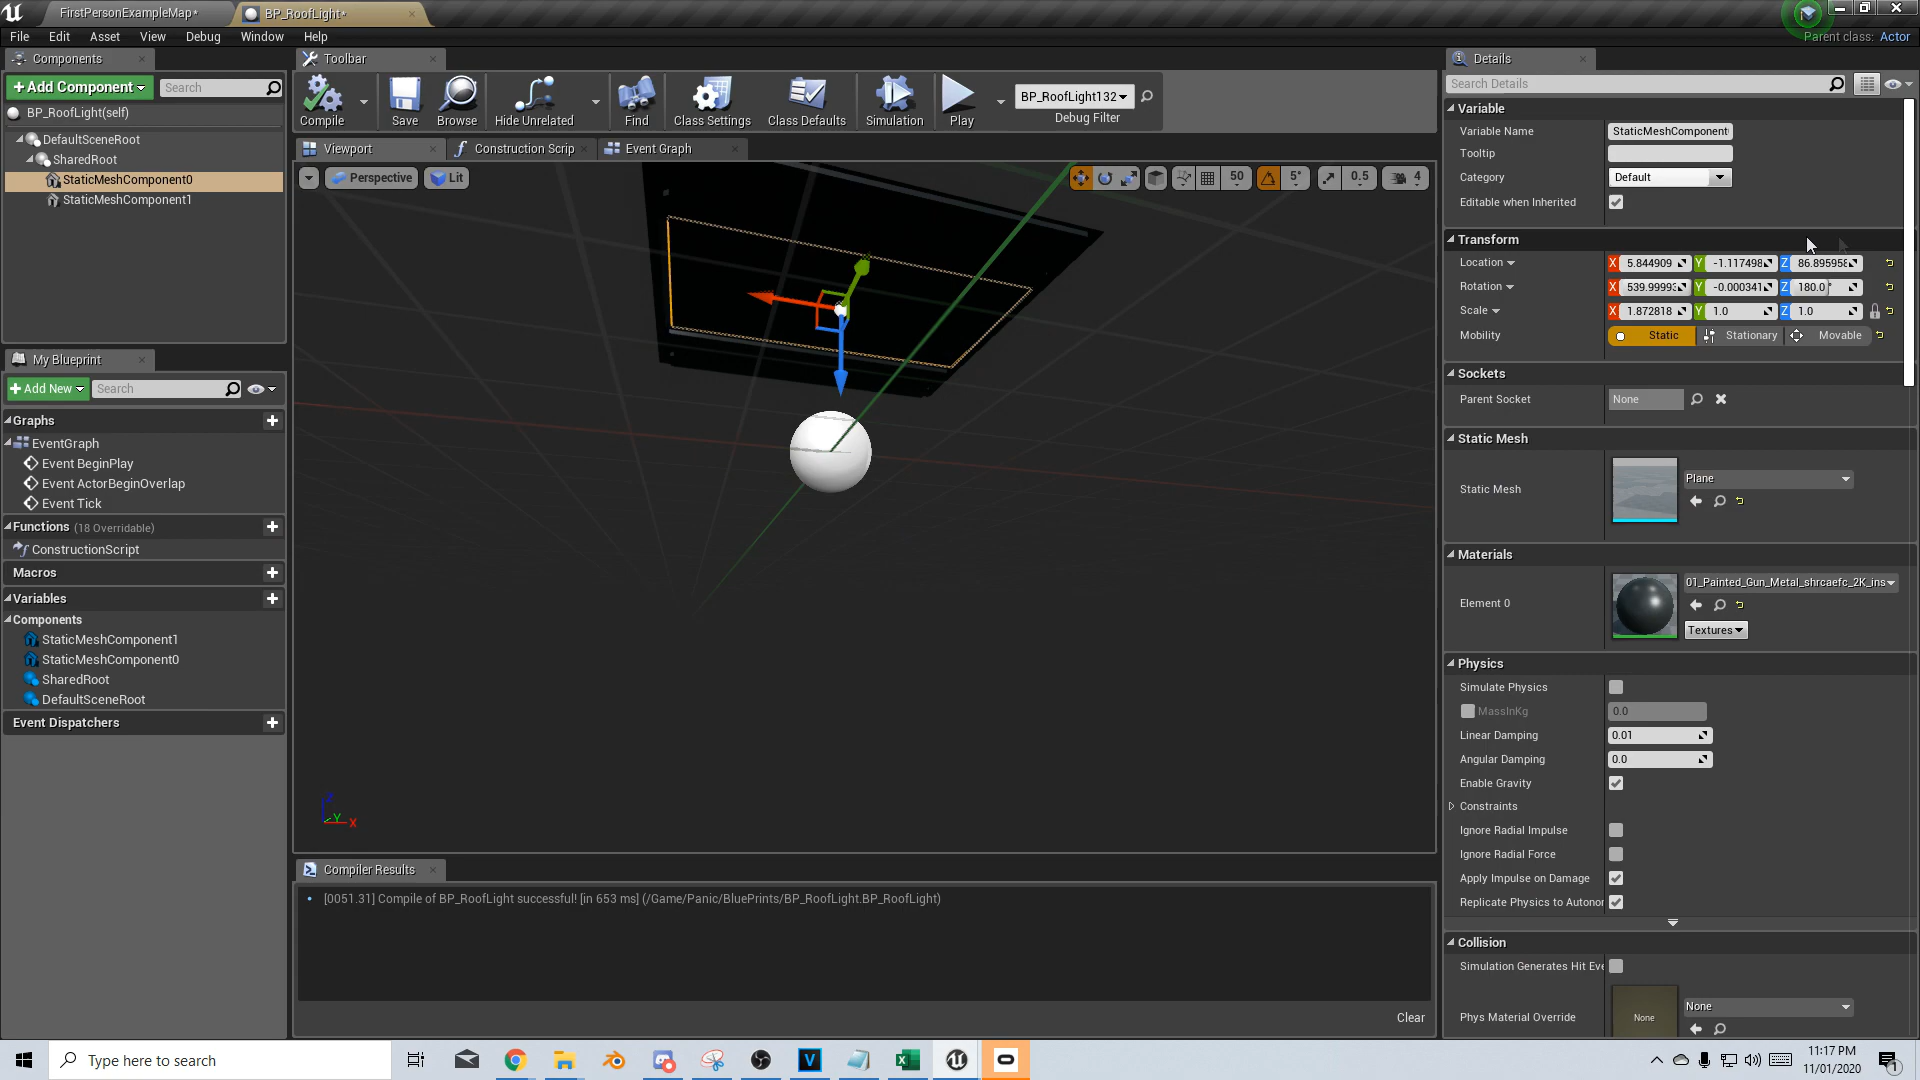 FirstPersonExampleMap*
BP_RoofLight*
File Edit Asset View Debug Window Help
Parent class: Actor
Components
+Add Component
Search
BP_RoofLight(self)
DefaultSceneRoot
SharedRoot
StaticMeshComponent0
StaticMeshComponent1
My Blueprint
+Add New
Search
Graphs
EventGraph
Event BeginPlay
Event ActorBeginOverlap
Event Tick
Functions (18 Overridable)
ConstructionScript
Macros
Variables
Components
StaticMeshComponent1
StaticMeshComponent0
SharedRoot
DefaultSceneRoot
Event Dispatchers
Toolbar
Compile
Save
Browse
Hide Unrelated
Find
Class Settings
Class Defaults
Simulation
Play
BP_RoofLight132
Debug Filter
Viewport
Construction Scrip
Event Graph
Perspective
Lit
50
5°
0.5
4
Z
Y
X
Compiler Results
[0051.31] Compile of BP_RoofLight successful! [in 653 ms] (/Game/Panic/BluePrints/BP_RoofLight.BP_RoofLight)
Clear
Details
Search Details
Variable
Variable Name StaticMeshComponent
Tooltip
Category Default
Editable when Inherited
Transform
Location X 5.844909 Y -1.117498 Z 86.895958
Rotation X 539.99993 Y -0.000341 Z 180.0 °
Scale X 1.872818 Y 1.0 Z 1.0
Mobility Static Stationary Movable
Sockets
Parent Socket None
Static Mesh
Static Mesh Plane
Materials
Element 0 01_Painted_Gun_Metal_shrcaefc_2K_ins
Textures
Physics
Simulate Physics
MassInKg 0.0
Linear Damping 0.01
Angular Damping 0.0
Enable Gravity
Constraints
Ignore Radial Impulse
Ignore Radial Force
Apply Impulse on Damage
Replicate Physics to Autonor
Collision
Simulation Generates Hit Eve
Phys Material Override None None
Type here to search
11:17 PM
11/01/2020
1